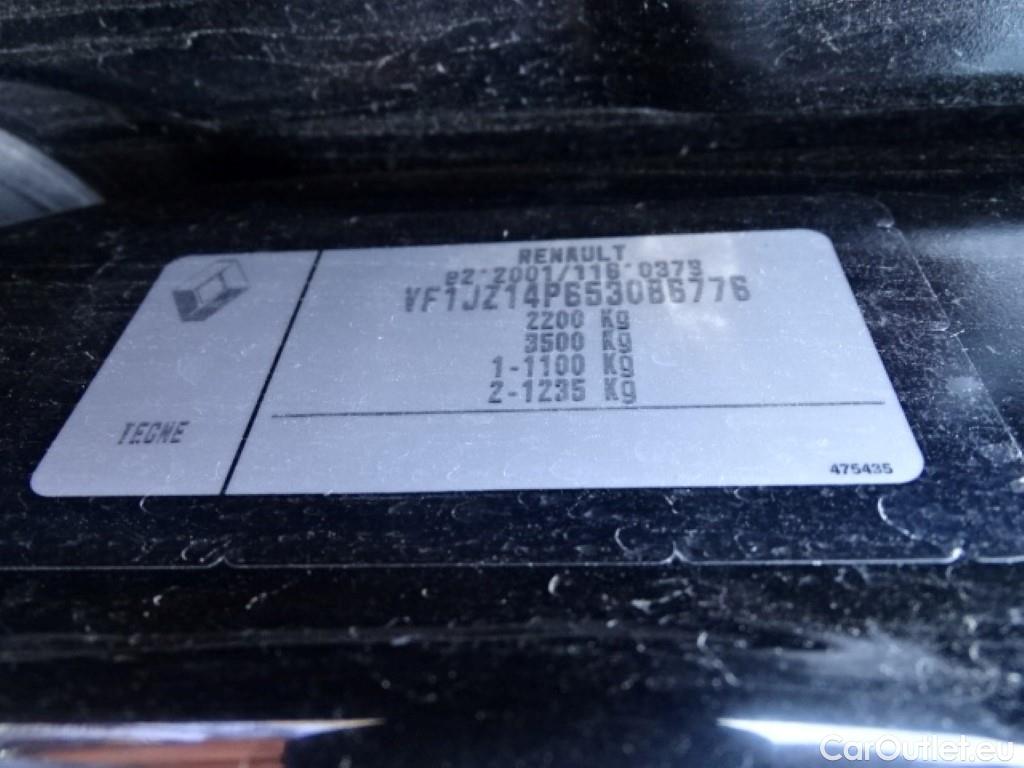 RENAULT
e2*2001/116*0373
VF1JZ14P653086776
2200 Kg
3500 Kg
1-1100 Kg
2-1235 Kg
TEGNE
475435
CarOutlet.eu